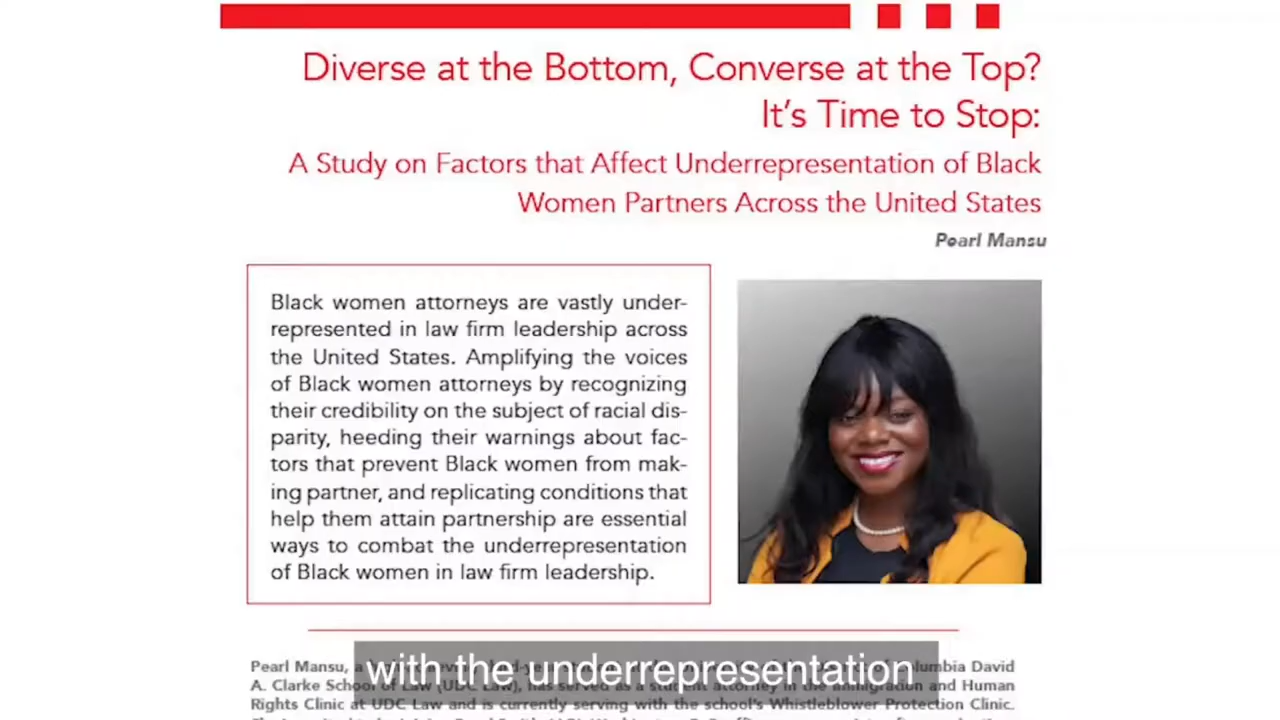 Diverse at the Bottom, Converse at the Top?
It's Time to Stop:
A Study on Factors that Affect Underrepresentation of Black
Women Partners Across the United States
Pearl Mansu
Black women attorneys are vastly under-
represented in law firm leadership across
the United States. Amplifying the voices
of Black women attorneys by recognizing
their credibility on the subject of racial dis-
parity, heeding their warnings about fac-
tors that prevent Black women from mak-
ing partner, and replicating conditions that
help them attain partnership are essential
ways to combat the underrepresentation
of Black women in law firm leadership.
with the underrepresentation
Pearl Mansu, David
A. Clarke School of Law (UDC Law), has served as a student attorney in the Immigration and Human
Rights Clinic at UDC Law and is currently serving with the school's Whistleblower Protection Clinic.